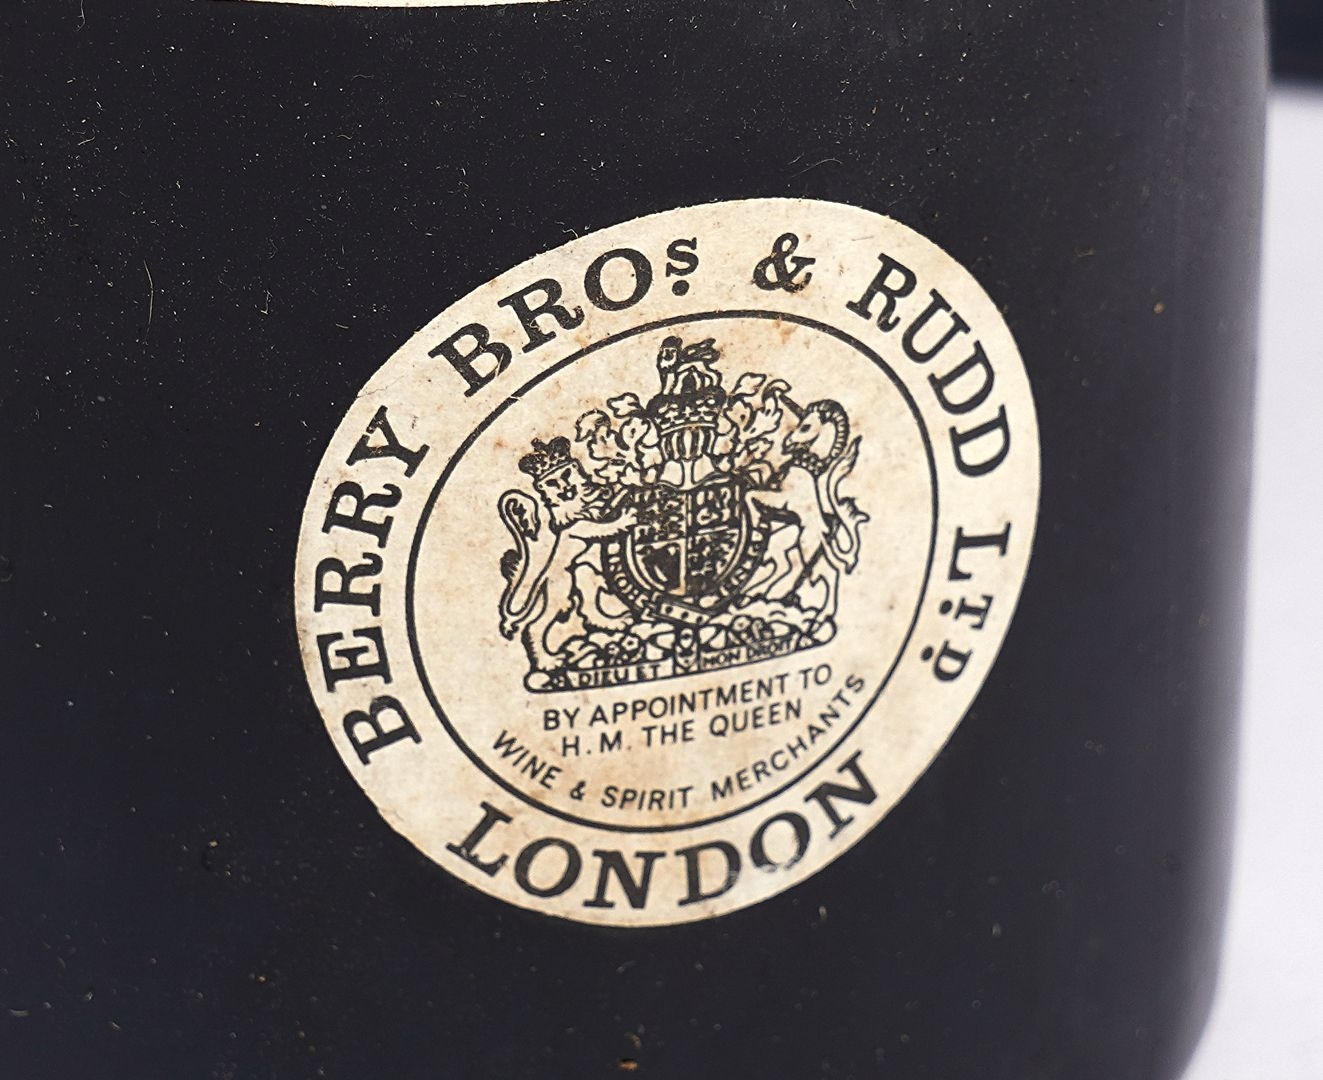 BERRY BROS & RUDD LTD
DIEU ET MON DROIT
BY APPOINTMENT TO
H.M. THE QUEEN
WINE & SPIRIT MERCHANTS
LONDON